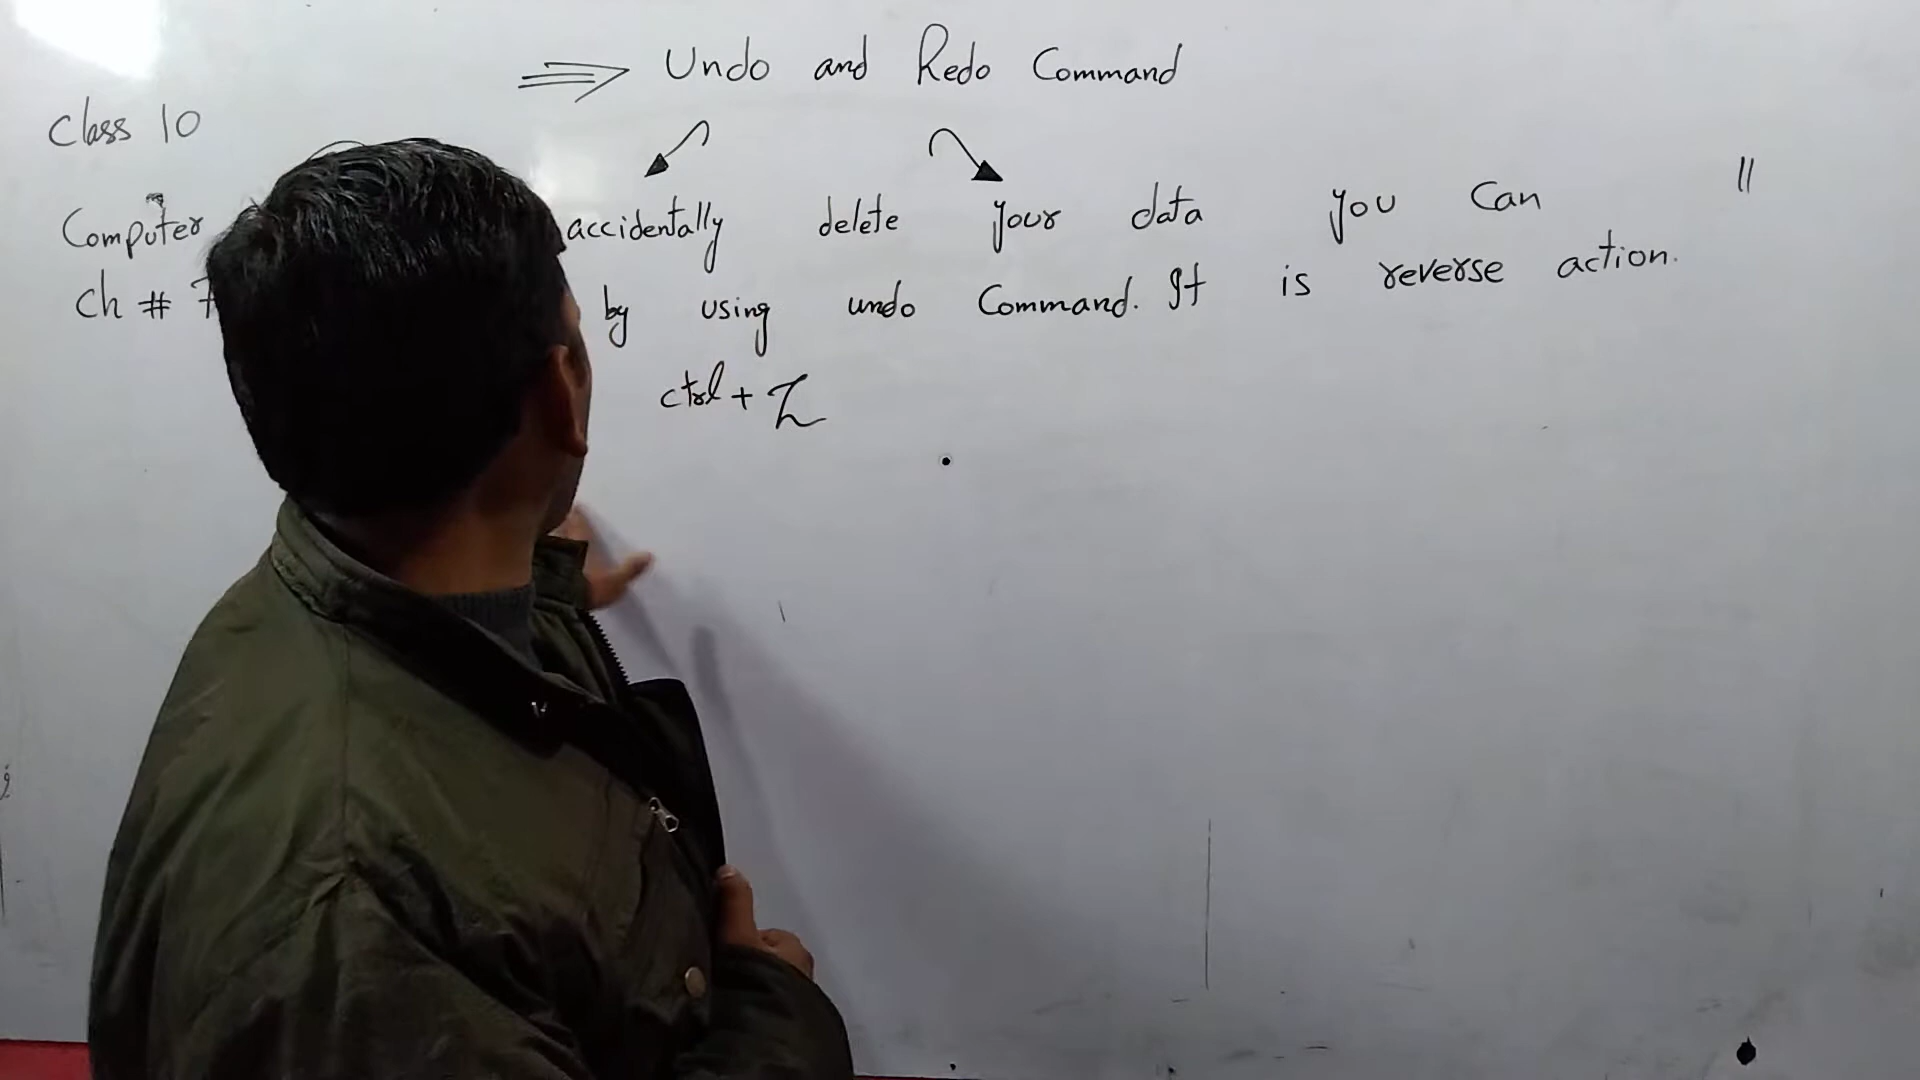 ⇒ Undo and Redo Command
Class 10
Computer accidentally delete your data you can
Ch # 7 by using undo Command. It is reverse action.
ctrl + Z